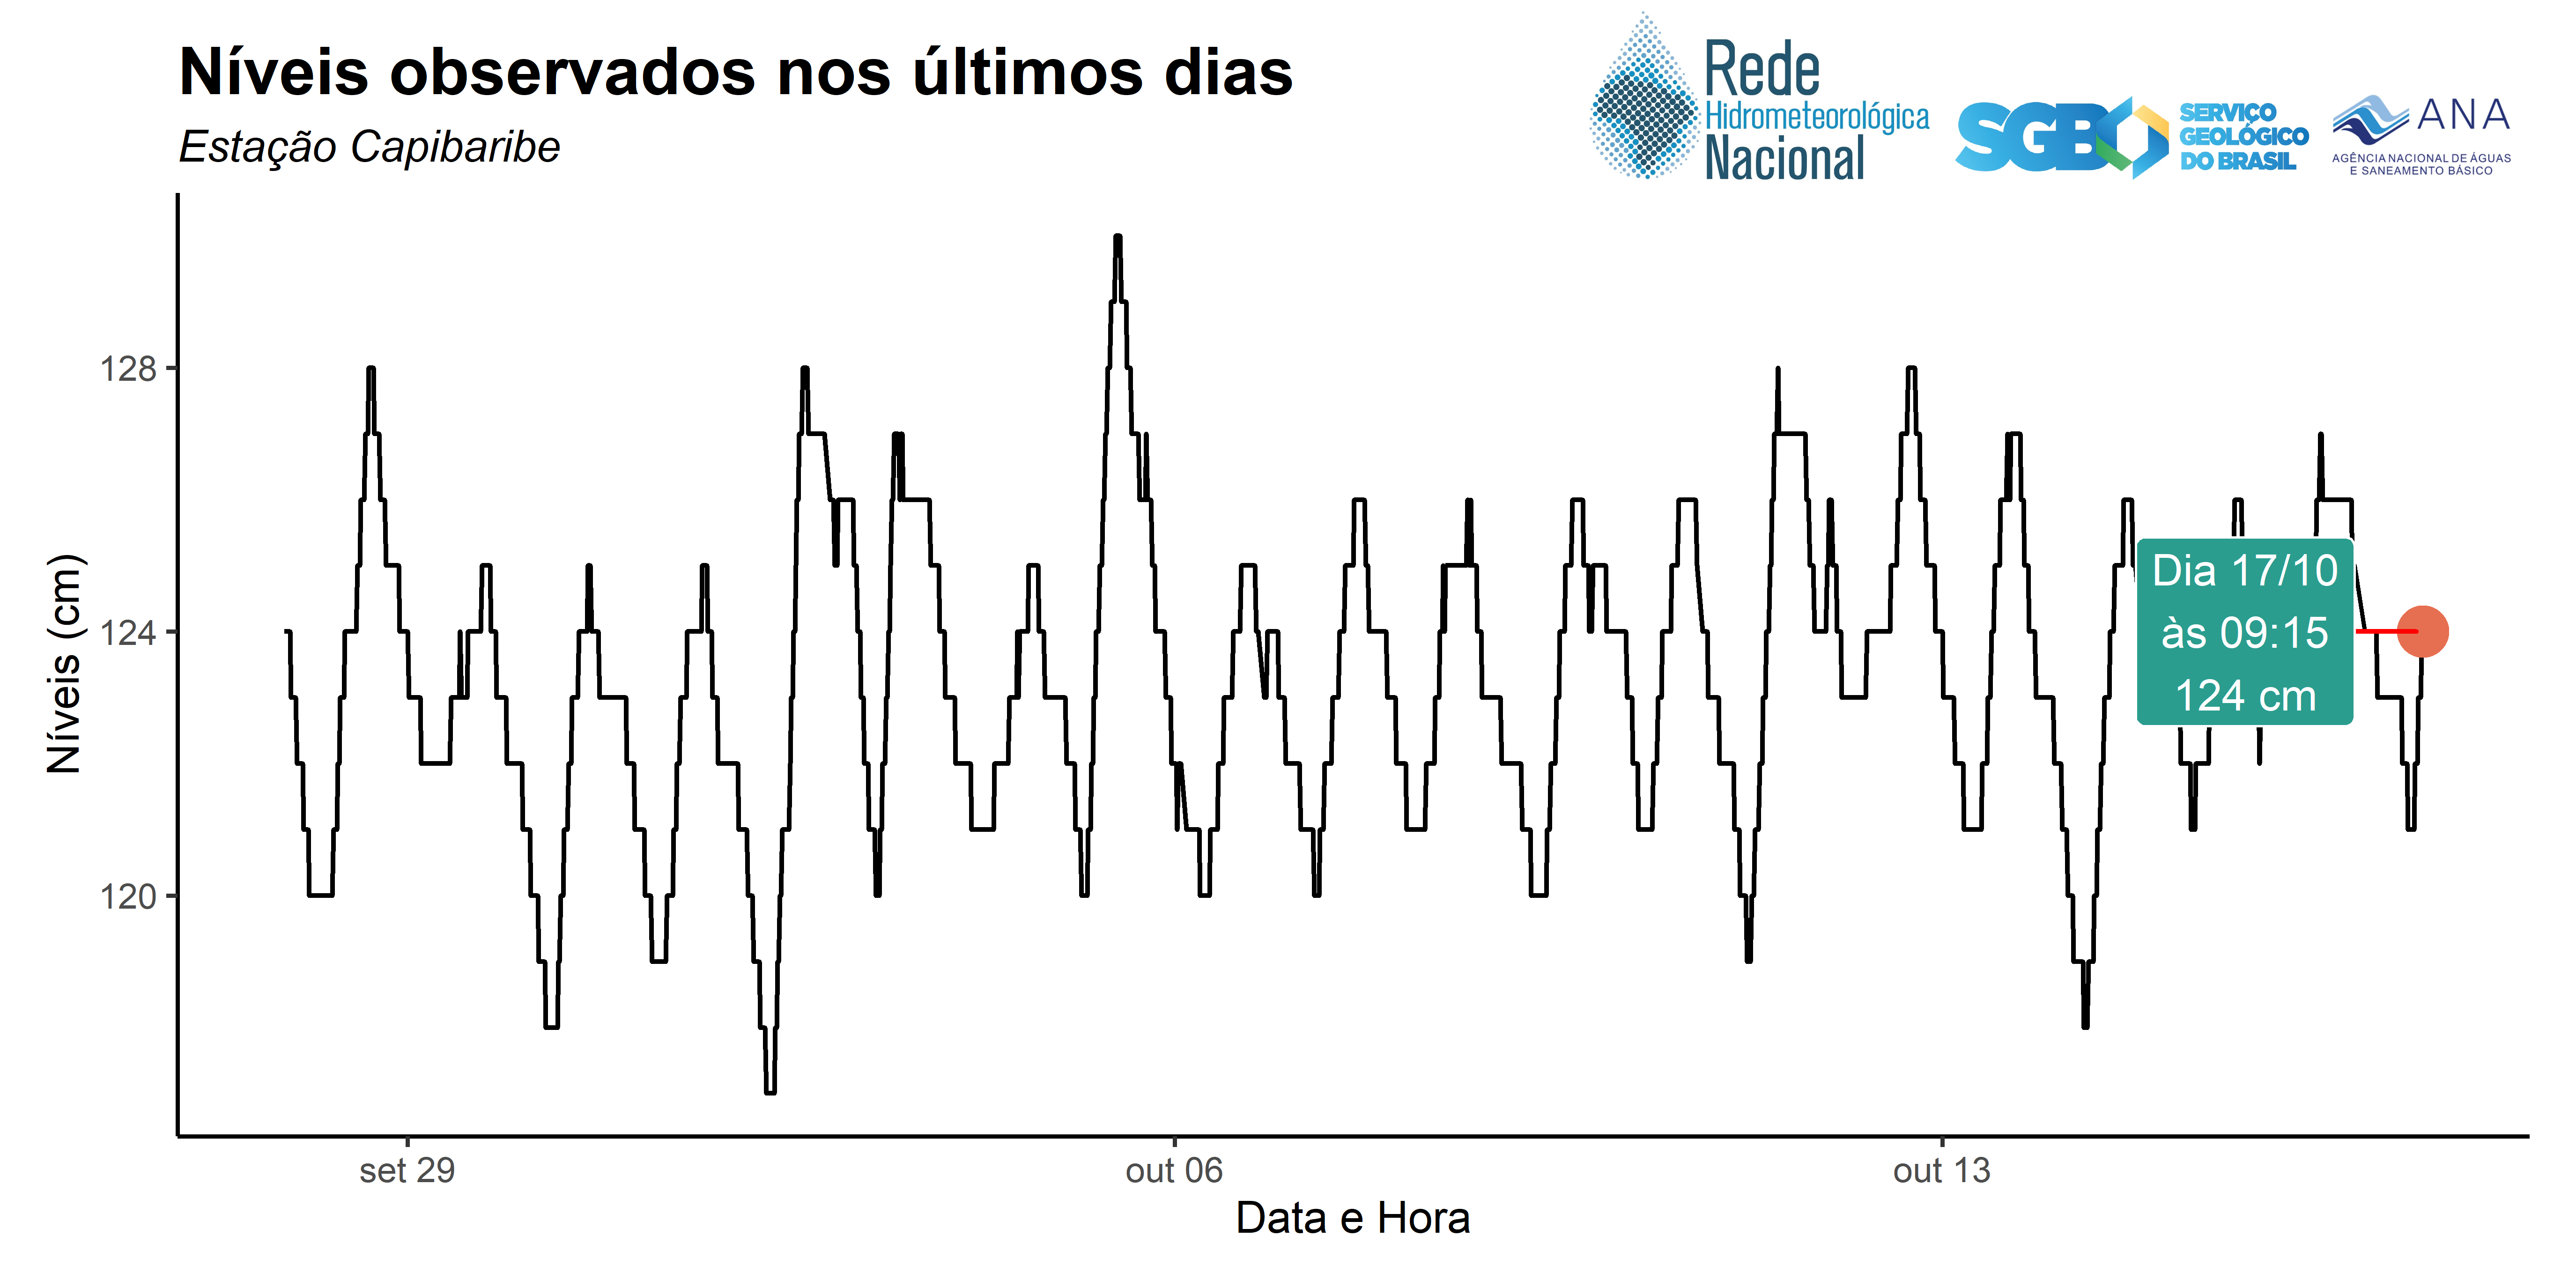 Níveis observados nos últimos dias
Estação Capibaribe
Rede
Hidrometeorológica
Nacional
SGB
SERVIÇO
GEOLÓGICO
DO BRASIL
ANA
AGÊNCIA NACIONAL DE ÁGUAS
E SANEAMENTO BÁSICO
Níveis (cm)
128
124
120
Dia 17/10
às 09:15
124 cm
set 29
out 06
out 13
Data e Hora